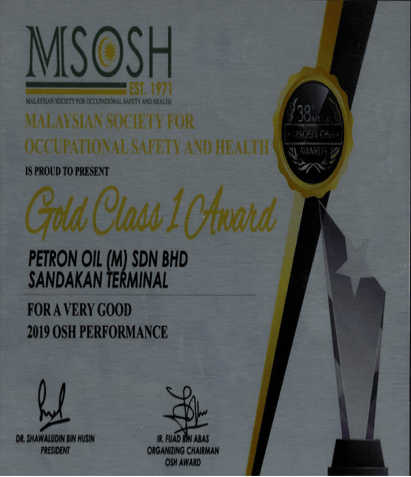 MSOSH
EST. 1971
MALAYSIAN SOCIETY FOR OCCUPATIONAL SAFETY AND HEALTH
MALAYSIAN SOCIETY FOR
OCCUPATIONAL SAFETY AND HEALTH
IS PROUD TO PRESENT
Gold Class 1 Award
PETRON OIL (M) SDN BHD
SANDAKAN TERMINAL
FOR A VERY GOOD
2019 OSH PERFORMANCE
38
MSOSH OSH
AWARDS
DR. SHAWALUDIN BIN HUSIN
PRESIDENT
IR. FUAD BIN ABAS
ORGANIZING CHAIRMAN
OSH AWARD